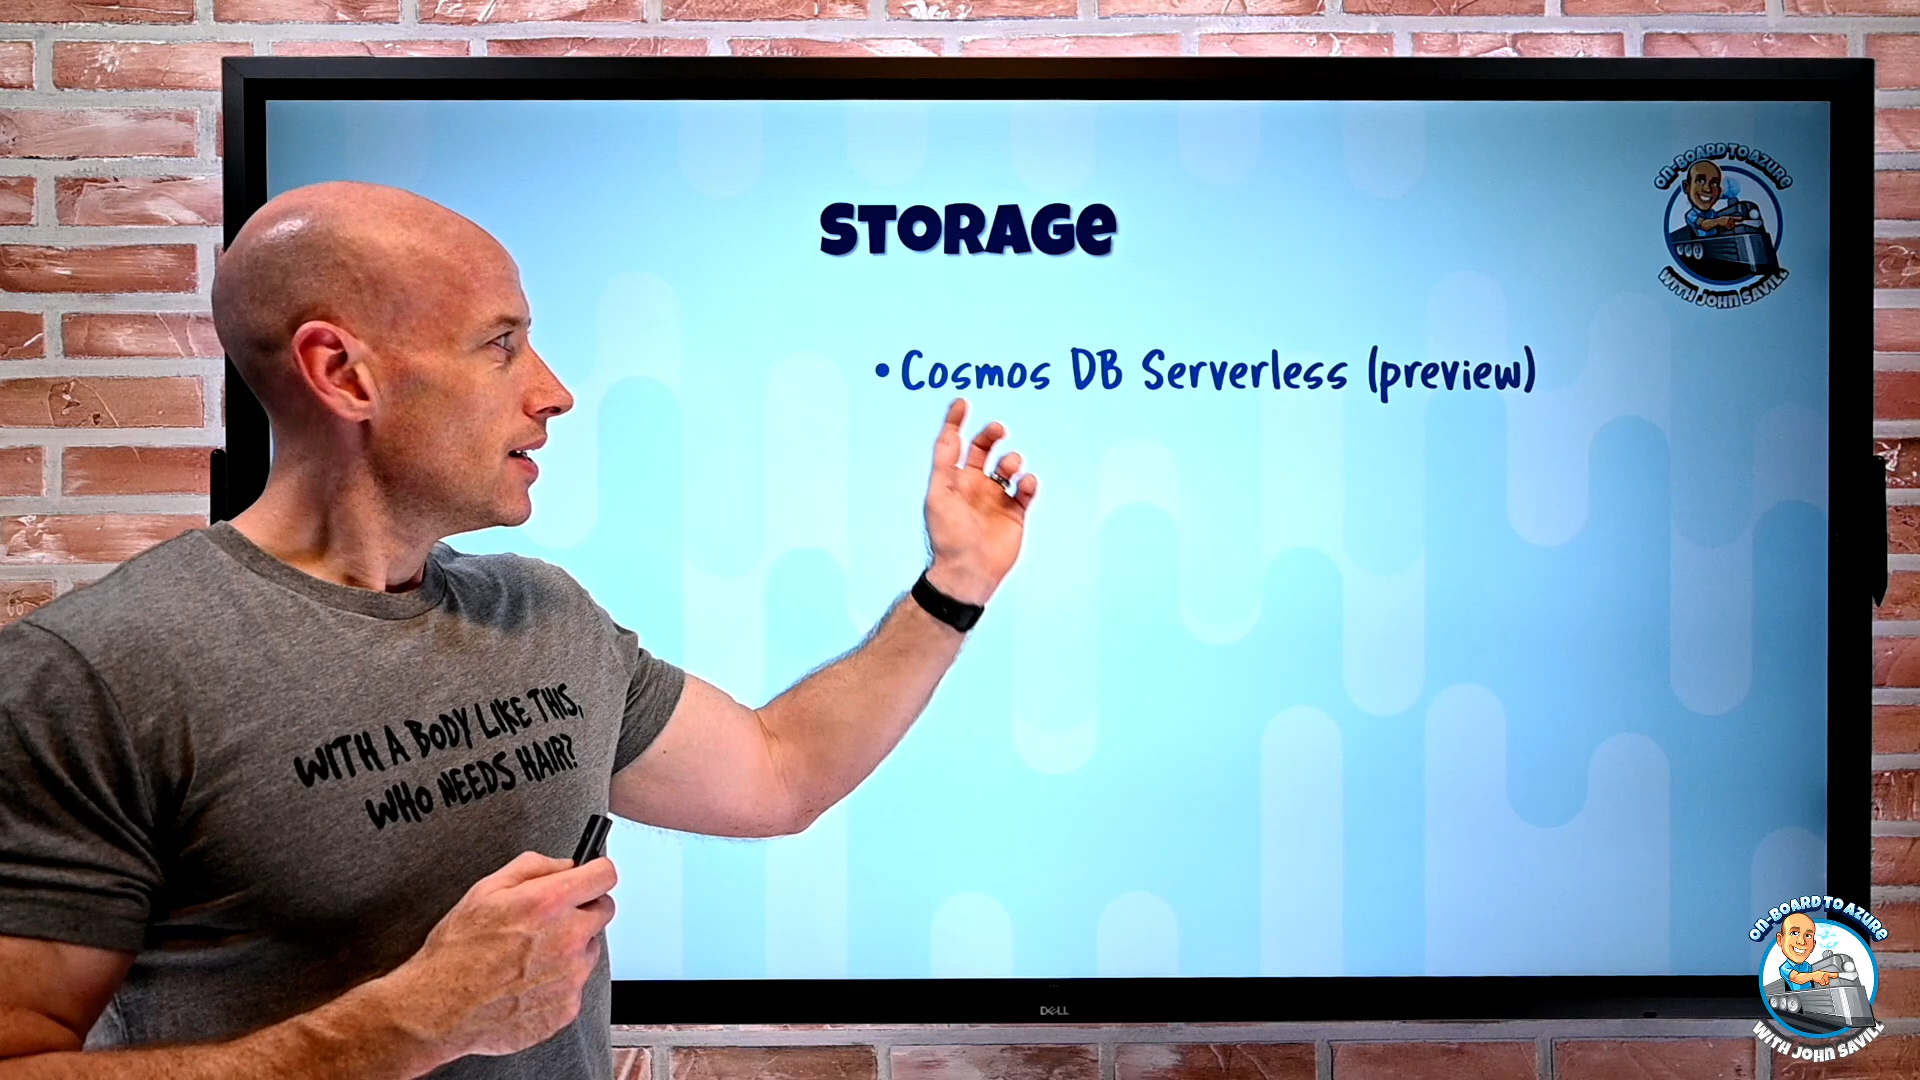 ON-BOARD TO AZURE
WITH JOHN SAVILL
STORAGE
• Cosmos DB Serverless (preview)
WITH A BODY LIKE THIS,
WHO NEEDS HAIR?
DELL
ON-BOARD TO AZURE
WITH JOHN SAVILL